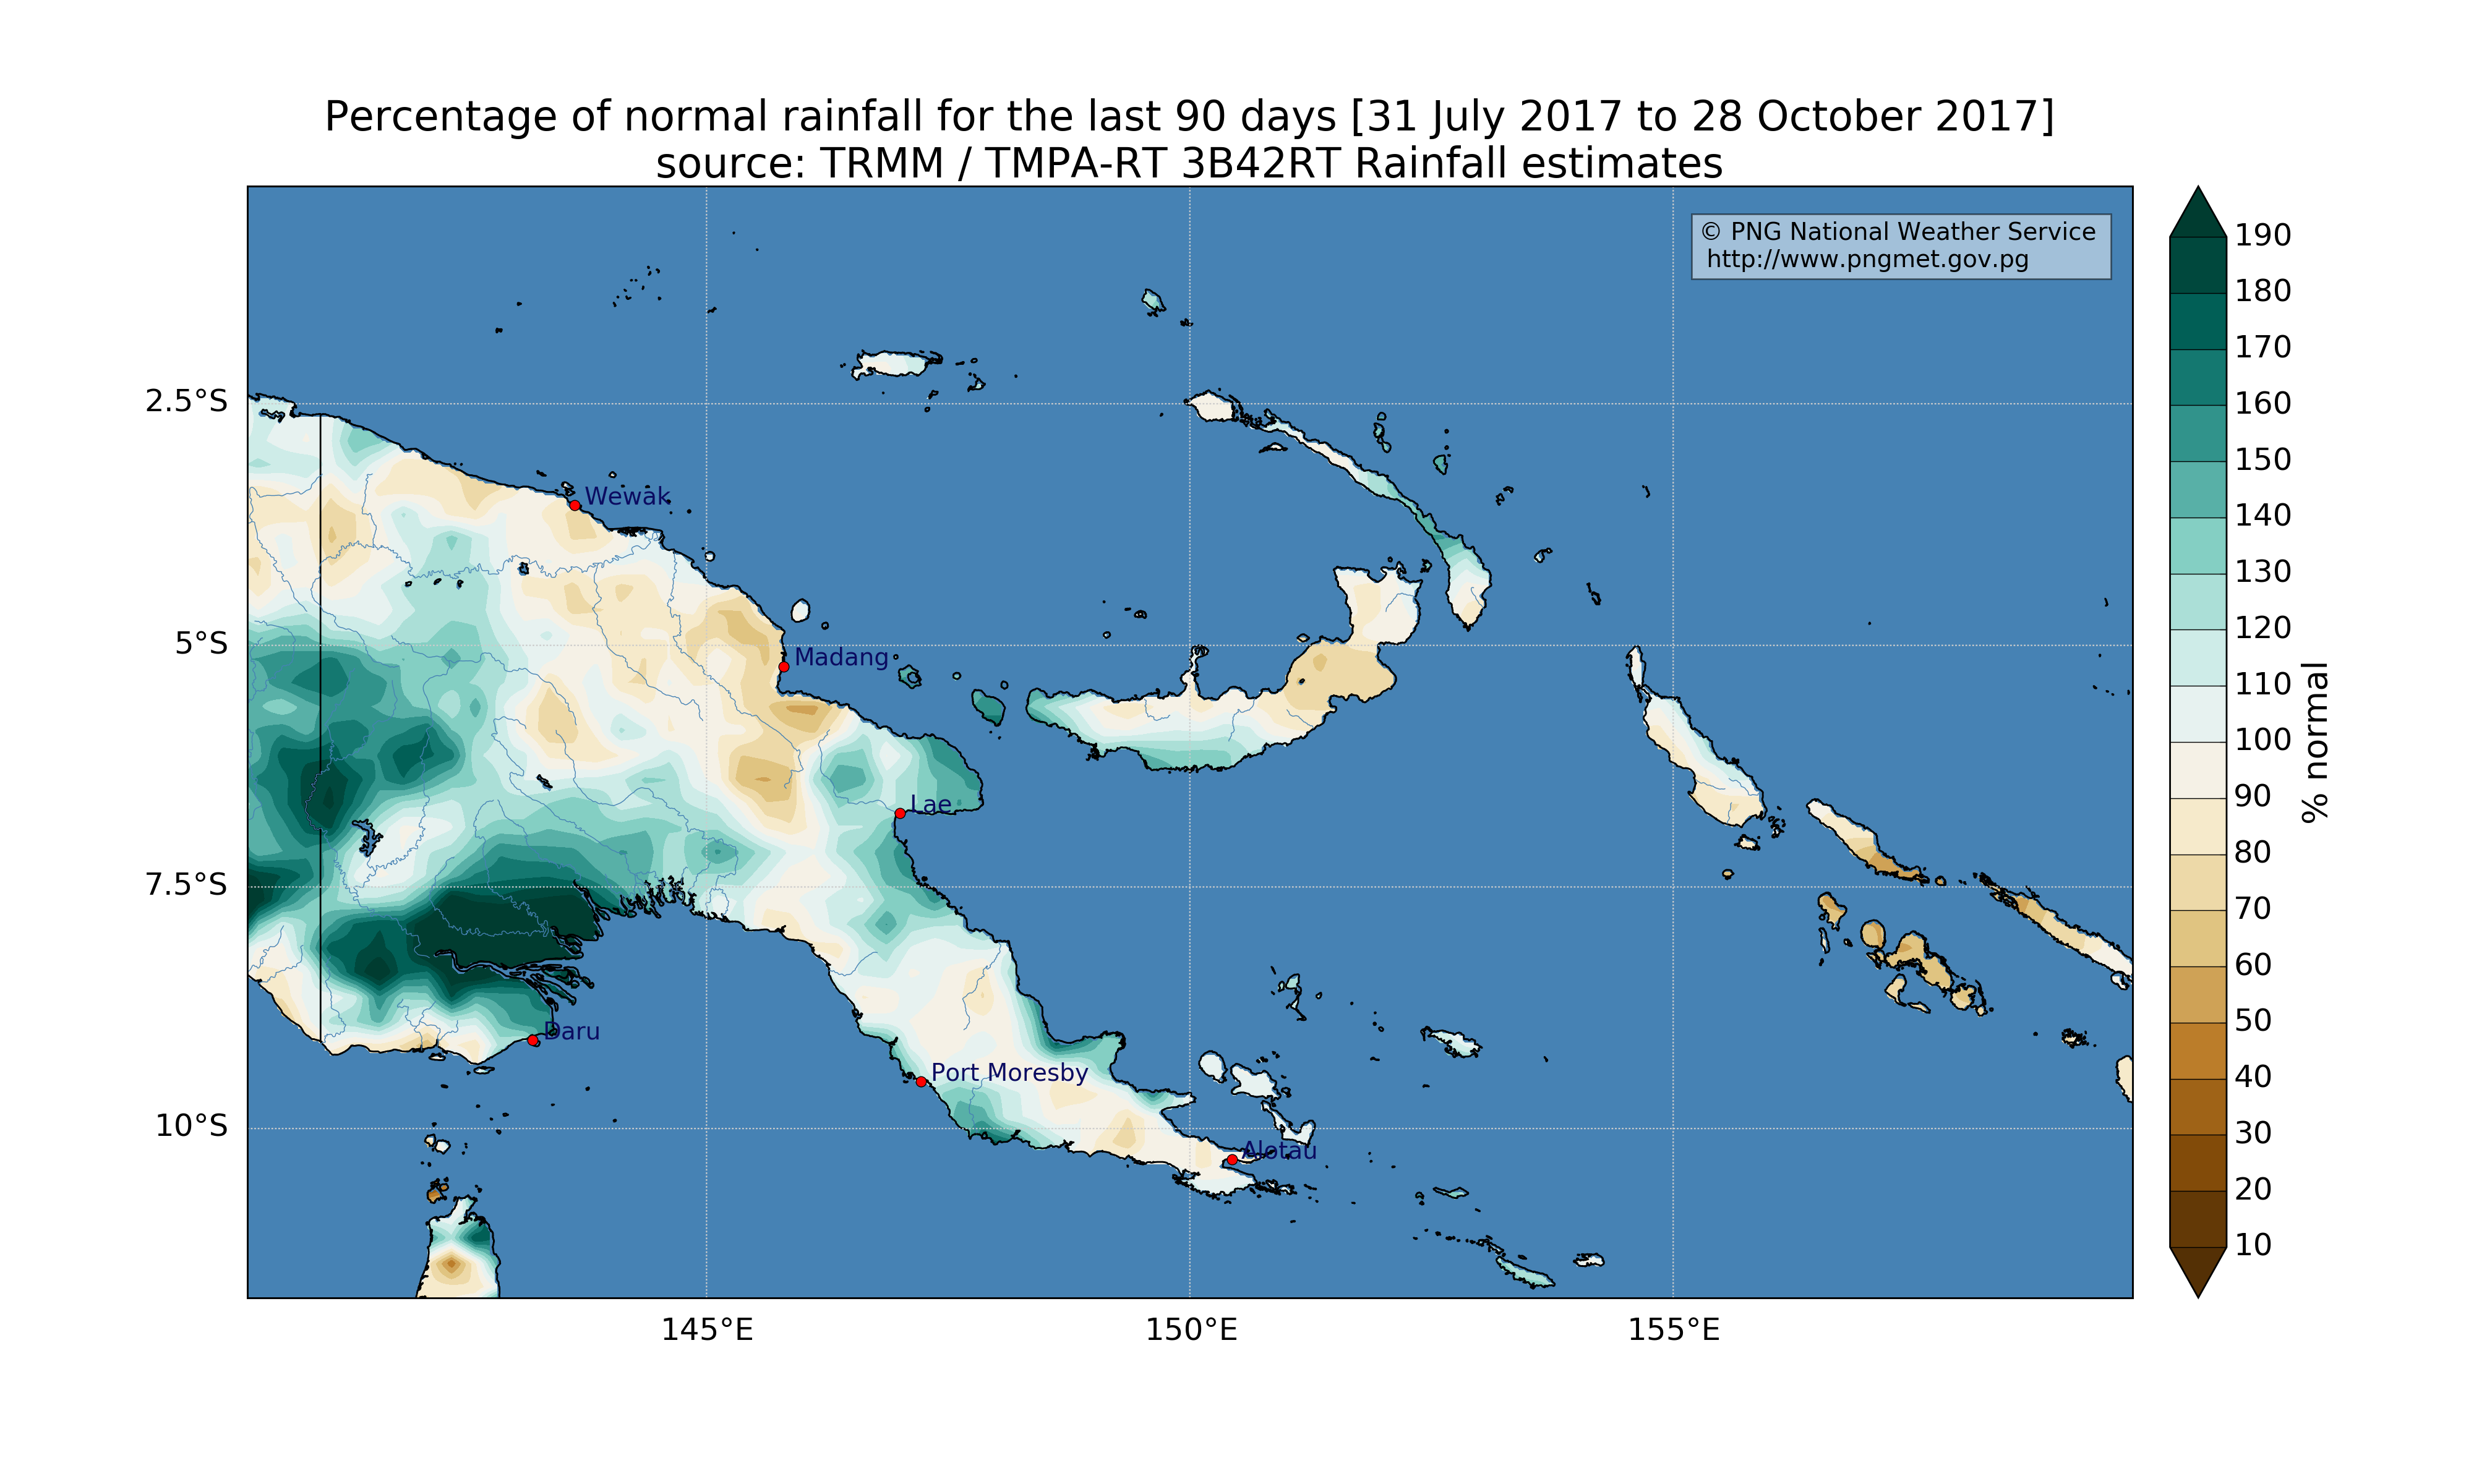 Percentage of normal rainfall for the last 90 days [31 July 2017 to 28 October 2017]
source: TRMM / TMPA-RT 3B42RT Rainfall estimates
© PNG National Weather Service
http://www.pngmet.gov.pg
2.5°S
5°S
7.5°S
10°S
145°E
150°E
155°E
Wewak
Madang
Lae
Daru
Port Moresby
Alotau
190
180
170
160
150
140
130
120
110
100
90
80
70
60
50
40
30
20
10
% normal